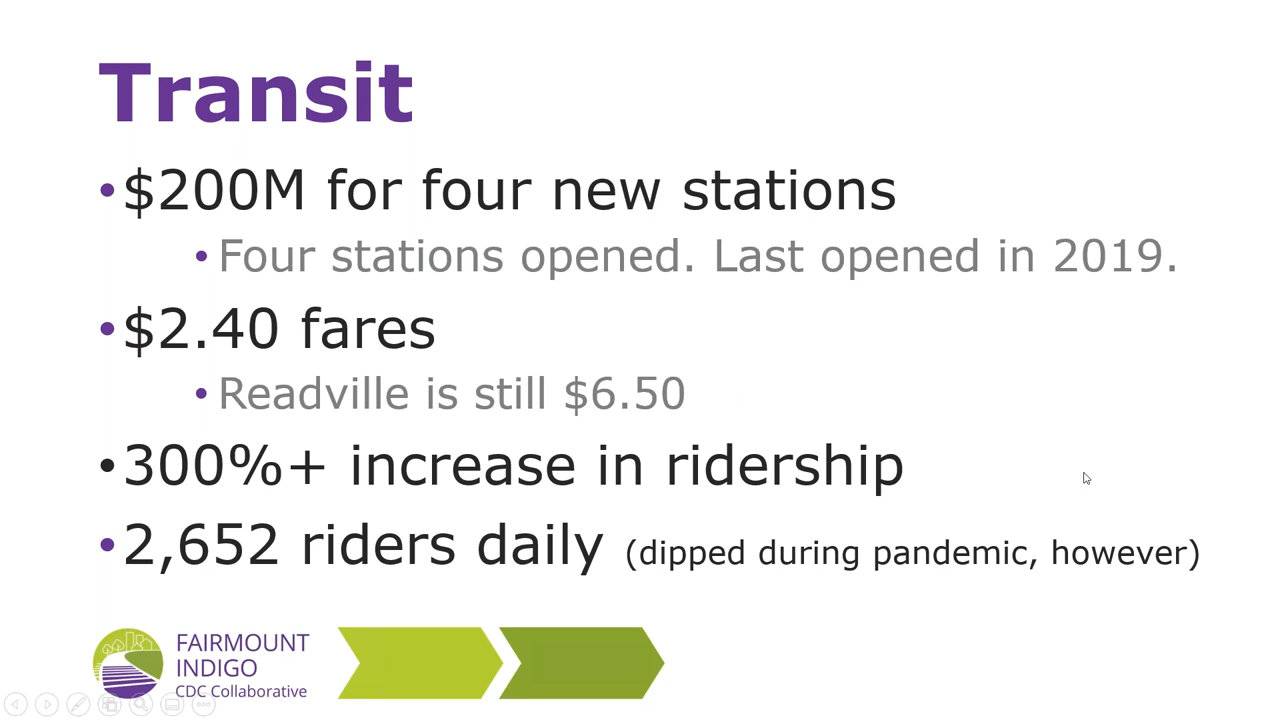 Transit
•$200M for four new stations
•Four stations opened. Last opened in 2019.
•$2.40 fares
•Readville is still $6.50
•300%+ increase in ridership
•2,652 riders daily (dipped during pandemic, however)
FAIRMOUNT
INDIGO
CDC Collaborative